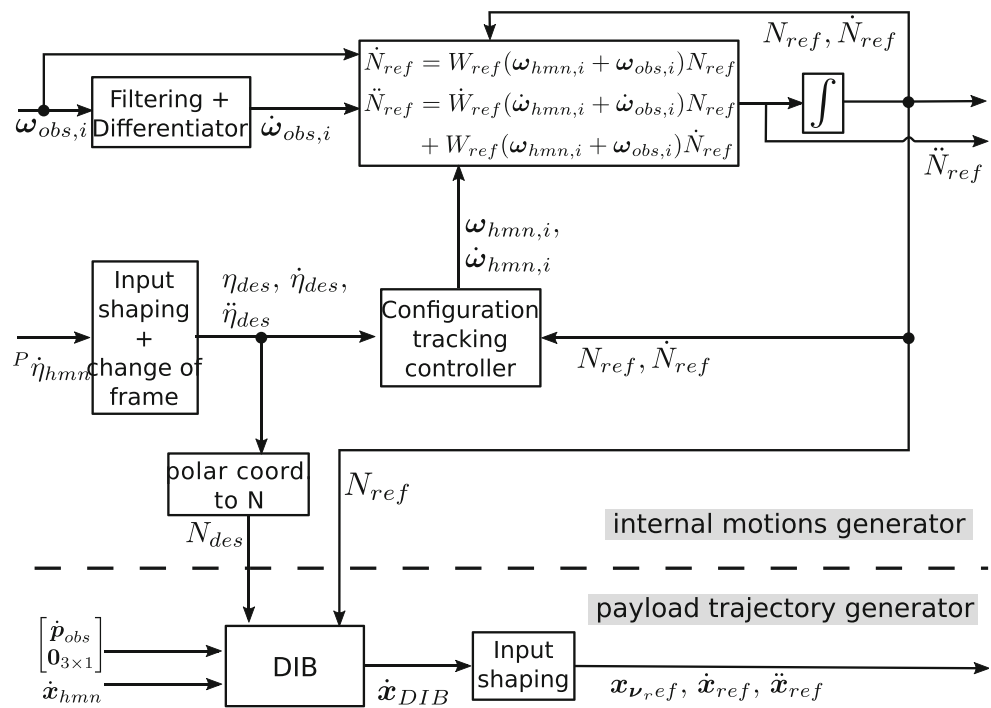 N_ref, Ṅ_ref
Ṅ_ref = W_ref(ω_hmn,i + ω_obs,i)N_ref
N̈_ref = Ẇ_ref(ω̇_hmn,i + ω̇_obs,i)N_ref
+ W_ref(ω_hmn,i + ω_obs,i)Ṅ_ref
∫
Filtering +
Differentiator
ω_obs,i
ω̇_obs,i
N̈_ref
ω_hmn,i,
ω̇_hmn,i
Input
shaping
+
change of
frame
η_des, η̇_des,
η̈_des
Configuration
tracking
controller
^P η̇_hmn
N_ref, Ṅ_ref
polar coord.
to N
N_ref
N_des
internal motions generator
payload trajectory generator
[ṗ_obs
0_3×1]
ẋ_hmn
DIB
ẋ_DIB
Input
shaping
x_ν_ref, ẋ_ref, ẍ_ref